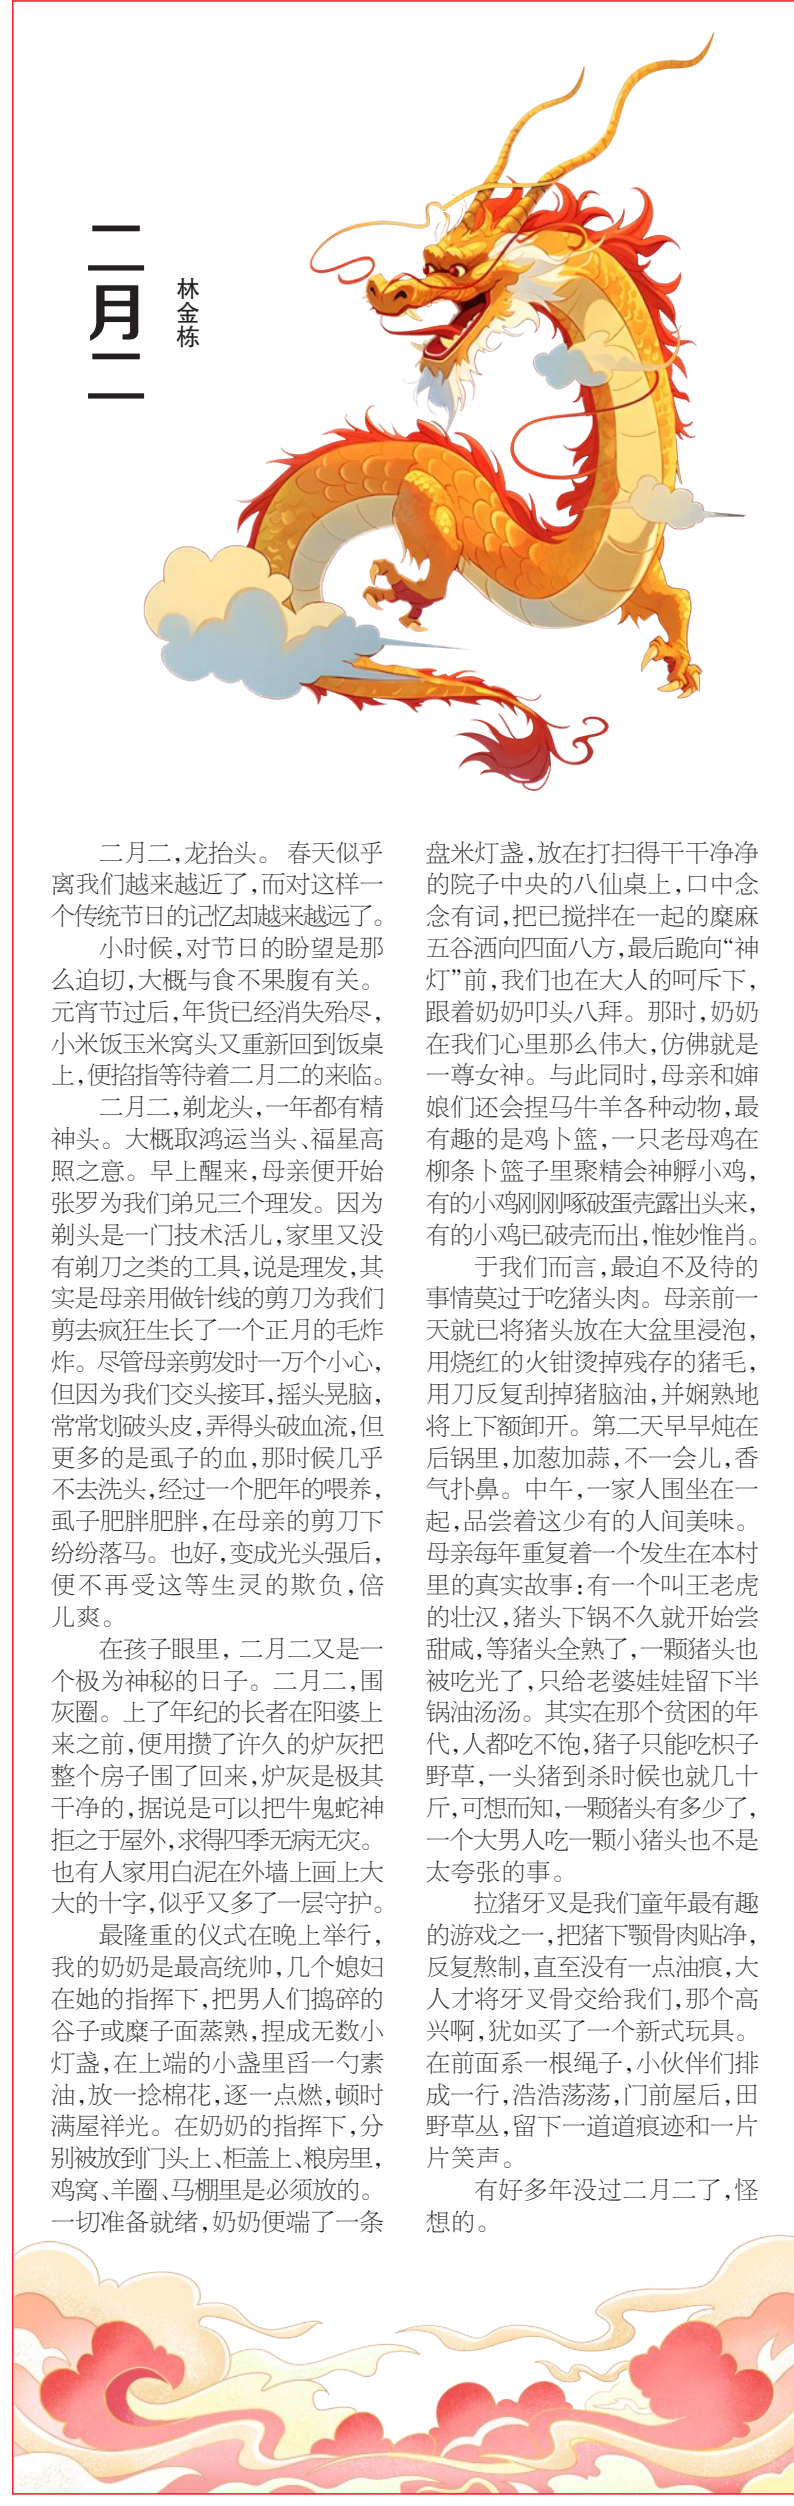 二月二
林金栋
二月二,龙抬头。 春天似乎
离我们越来越近了,而对这样一
个传统节日的记忆却越来越远了。
小时候,对节日的盼望是那
么迫切,大概与食不果腹有关。
元宵节过后,年货已经消失殆尽,
小米饭玉米窝头又重新回到饭桌
上,便掐指等待着二月二的来临。
二月二,剃龙头,一年都有精
神头。大概取鸿运当头、福星高
照之意。早上醒来,母亲便开始
张罗为我们弟兄三个理发。因为
剃头是一门技术活儿,家里又没
有剃刀之类的工具,说是理发,其
实是母亲用做针线的剪刀为我们
剪去疯狂生长了一个正月的毛炸
炸。尽管母亲剪发时一万个小心,
但因为我们交头接耳,摇头晃脑,
常常划破头皮,弄得头破血流,但
更多的是虱子的血,那时候几乎
不去洗头,经过一个肥年的喂养,
虱子肥胖肥胖,在母亲的剪刀下
纷纷落马。也好,变成光头强后,
便不再受这等生灵的欺负,倍
儿爽。
在孩子眼里, 二月二又是一
个极为神秘的日子。二月二,围
灰圈。上了年纪的长者在阳婆上
来之前,便用攒了许久的炉灰把
整个房子围了回来,炉灰是极其
干净的,据说是可以把牛鬼蛇神
拒之于屋外,求得四季无病无灾。
也有人家用白泥在外墙上画上大
大的十字,似乎又多了一层守护。
最隆重的仪式在晚上举行,
我的奶奶是最高统帅,几个媳妇
在她的指挥下,把男人们捣碎的
谷子或糜子面蒸熟,捏成无数小
灯盏,在上端的小盏里舀一勺素
油,放一捻棉花,逐一点燃,顿时
满屋祥光。在奶奶的指挥下,分
别被放到门头上、柜盖上、粮房里,
鸡窝、羊圈、马棚里是必须放的。
一切准备就绪,奶奶便端了一条
盘米灯盏,放在打扫得干干净净
的院子中央的八仙桌上,口中念
念有词,把已搅拌在一起的糜麻
五谷洒向四面八方,最后跪向“神
灯”前,我们也在大人的呵斥下,
跟着奶奶叩头八拜。那时,奶奶
在我们心里那么伟大,仿佛就是
一尊女神。与此同时,母亲和婶
娘们还会捏马牛羊各种动物,最
有趣的是鸡卜篮,一只老母鸡在
柳条卜篮子里聚精会神孵小鸡,
有的小鸡刚刚啄破蛋壳露出头来,
有的小鸡已破壳而出,惟妙惟肖。
于我们而言,最迫不及待的
事情莫过于吃猪头肉。母亲前一
天就已将猪头放在大盆里浸泡,
用烧红的火钳烫掉残存的猪毛,
用刀反复刮掉猪脑油,并娴熟地
将上下额卸开。第二天早早炖在
后锅里,加葱加蒜,不一会儿,香
气扑鼻。中午,一家人围坐在一
起,品尝着这少有的人间美味。
母亲每年重复着一个发生在本村
里的真实故事:有一个叫王老虎
的壮汉,猪头下锅不久就开始尝
甜咸,等猪头全熟了,一颗猪头也
被吃光了,只给老婆娃娃留下半
锅油汤汤。其实在那个贫困的年
代,人都吃不饱,猪子只能吃枳子
野草,一头猪到杀时候也就几十
斤,可想而知,一颗猪头有多少了,
一个大男人吃一颗小猪头也不是
太夸张的事。
拉猪牙叉是我们童年最有趣
的游戏之一,把猪下颚骨肉贴净,
反复熬制,直至没有一点油痕,大
人才将牙叉骨交给我们,那个高
兴啊,犹如买了一个新式玩具。
在前面系一根绳子,小伙伴们排
成一行,浩浩荡荡,门前屋后,田
野草丛,留下一道道痕迹和一片
片笑声。
有好多年没过二月二了,怪
想的。